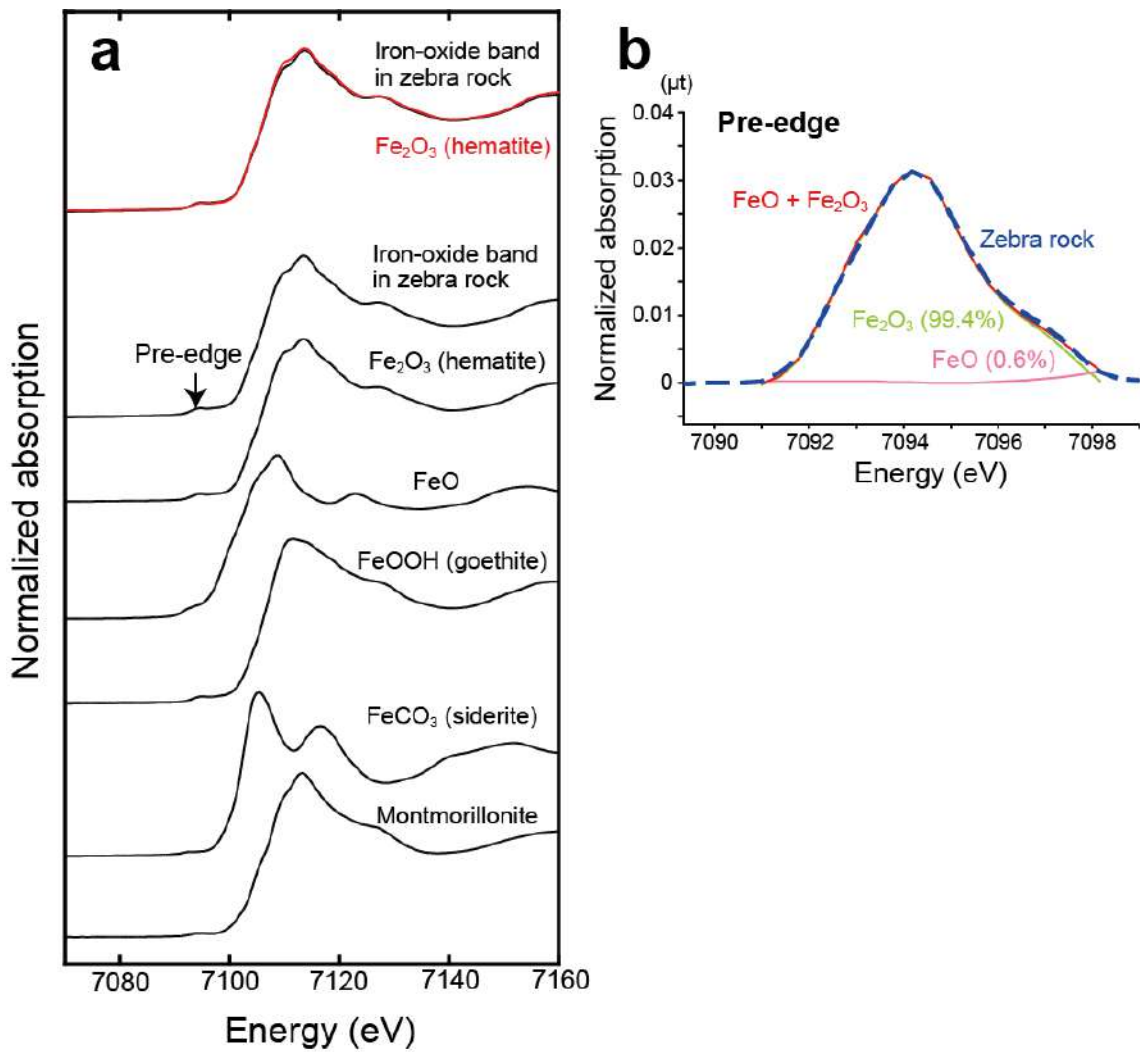 a
Iron-oxide band
in zebra rock
Fe₂O₃ (hematite)
Iron-oxide band
in zebra rock
Pre-edge
Fe₂O₃ (hematite)
FeO
FeOOH (goethite)
FeCO₃ (siderite)
Montmorillonite
Normalized absorption
7080
7100
7120
7140
7160
Energy (eV)
b
(µt)
0.04
0.03
0.02
0.01
0
Pre-edge
FeO + Fe₂O₃
Zebra rock
Fe₂O₃ (99.4%)
FeO (0.6%)
Normalized absorption
7090
7092
7094
7096
7098
Energy (eV)